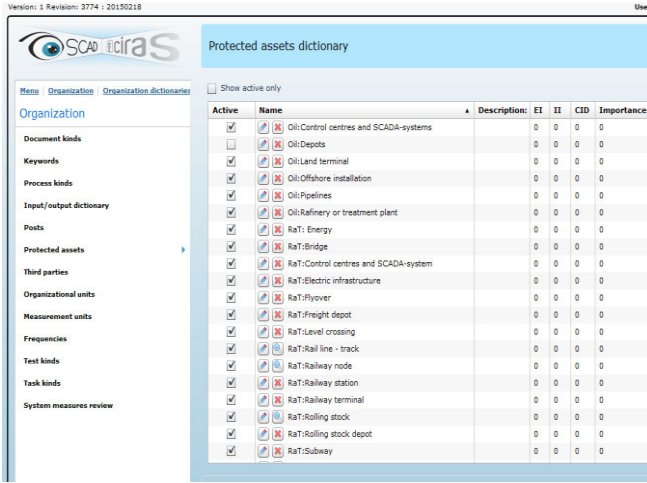 Version: 1 Revision: 3774 : 20150218 Use
OSCAD ciras
Protected assets dictionary
Menu Organization Organization dictionaries
Show active only
Organization
Active Name Description: EI II CID Importance
Oil:Control centres and SCADA-systems 0 0 0 0
Document kinds
Oil:Depots 0 0 0 0
Keywords
Oil:Land terminal 0 0 0 0
Process kinds
Oil:Offshore installation 0 0 0 0
Input/output dictionary
Oil:Pipelines 0 0 0 0
Oil:Rafinery or treatment plant 0 0 0 0
Posts
RaT: Energy 0 0 0 0
Protected assets
RaT:Bridge 0 0 0 0
RaT:Control centres and SCADA-system 0 0 0 0
Third parties
RaT:Electric infrastructure 0 0 0 0
Organizational units
RaT:Flyover 0 0 0 0
Measurement units
RaT:Freight depot 0 0 0 0
RaT:Level crossing 0 0 0 0
Frequencies
RaT:Rail line - track 0 0 0 0
Test kinds
RaT:Railway node 0 0 0 0
RaT:Railway station 0 0 0 0
Task kinds
RaT:Railway terminal 0 0 0 0
System measures review
RaT:Rolling stock 0 0 0 0
RaT:Rolling stock depot 0 0 0 0
RaT:Subway 0 0 0 0